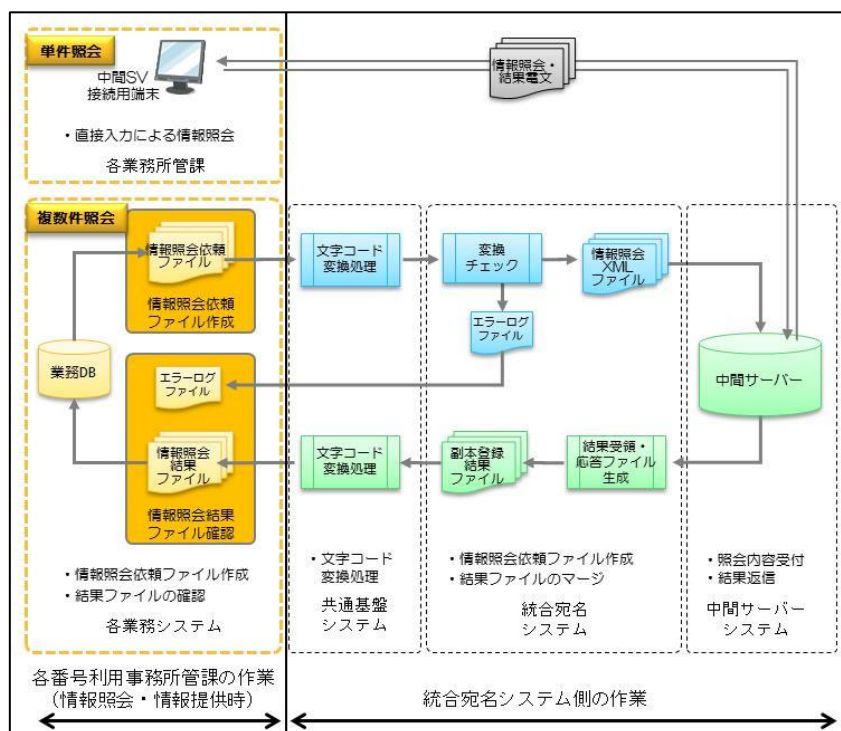 単件照会
中間SV
接続用端末
・直接入力による情報照会
各業務所管課
情報照会・
結果電文
複数件照会
情報照会依頼
ファイル
情報照会依頼
ファイル作成
文字コード
変換処理
変換
チェック
情報照会
XML
ファイル
エラーログ
ファイル
業務DB
エラーログ
ファイル
中間サーバー
情報照会
結果
ファイル
情報照会結果
ファイル確認
文字コード
変換処理
副本登録
結果
ファイル
結果受領・
応答ファイル
生成
・情報照会依頼ファイル作成
・結果ファイルの確認
各業務システム
・文字コード
変換処理
共通基盤
システム
・情報照会依頼ファイル作成
・結果ファイルのマージ
統合宛名
システム
・照会内容受付
・結果返信
中間サーバー
システム
各番号利用事務所管課の作業
（情報照会・情報提供時）
統合宛名システム側の作業